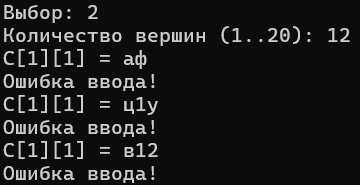 Выбор: 2
Количество вершин (1..20): 12
C[1][1] = аф
Ошибка ввода!
C[1][1] = ц1у
Ошибка ввода!
C[1][1] = в12
Ошибка ввода!